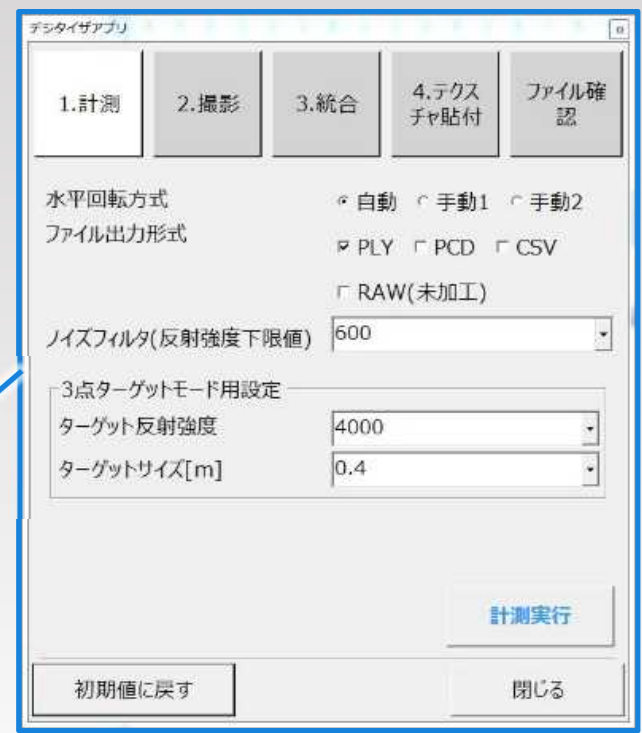 デジタイザアプリ
1.計測
2.撮影
3.統合
4.テクス
チャ貼付
ファイル確
認
水平回転方式
自動 手動1 手動2
ファイル出力形式
PLY PCD CSV
RAW(未加工)
ノイズフィルタ(反射強度下限値) 600
3点ターゲットモード用設定
ターゲット反射強度 4000
ターゲットサイズ[m] 0.4
計測実行
初期値に戻す
閉じる